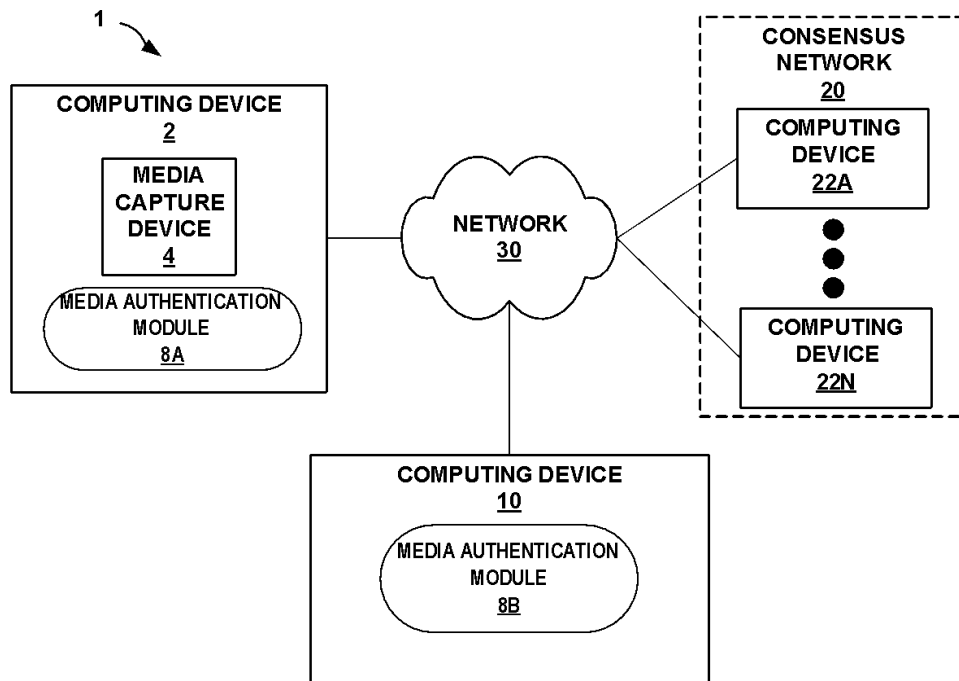 1
COMPUTING DEVICE
2
MEDIA
CAPTURE
DEVICE
4
MEDIA AUTHENTICATION
MODULE
8A
NETWORK
30
CONSENSUS
NETWORK
20
COMPUTING
DEVICE
22A
COMPUTING
DEVICE
22N
COMPUTING DEVICE
10
MEDIA AUTHENTICATION
MODULE
8B